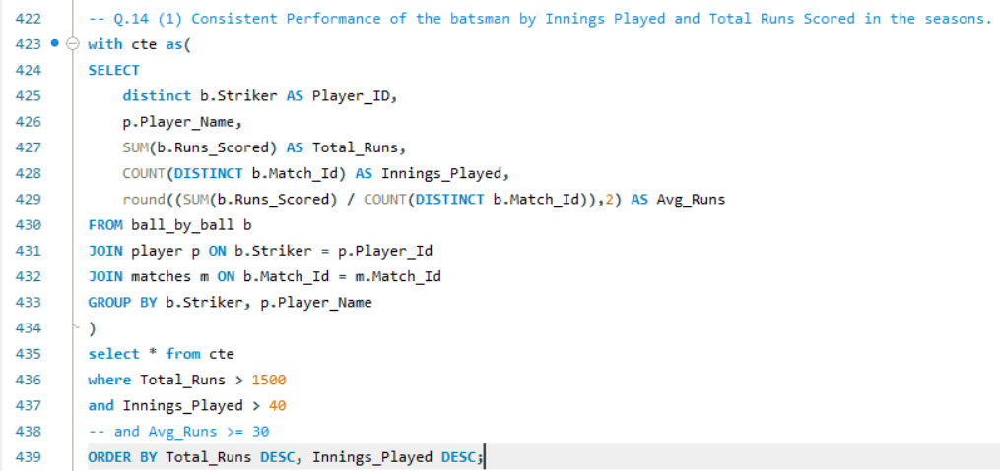 422 -- Q.14 (1) Consistent Performance of the batsman by Innings Played and Total Runs Scored in the seasons.
423 with cte as(
424 SELECT
425 distinct b.Striker AS Player_ID,
426 p.Player_Name,
427 SUM(b.Runs_Scored) AS Total_Runs,
428 COUNT(DISTINCT b.Match_Id) AS Innings_Played,
429 round((SUM(b.Runs_Scored) / COUNT(DISTINCT b.Match_Id)),2) AS Avg_Runs
430 FROM ball_by_ball b
431 JOIN player p ON b.Striker = p.Player_Id
432 JOIN matches m ON b.Match_Id = m.Match_Id
433 GROUP BY b.Striker, p.Player_Name
434 )
435 select * from cte
436 where Total_Runs > 1500
437 and Innings_Played > 40
438 -- and Avg_Runs >= 30
439 ORDER BY Total_Runs DESC, Innings_Played DESC;